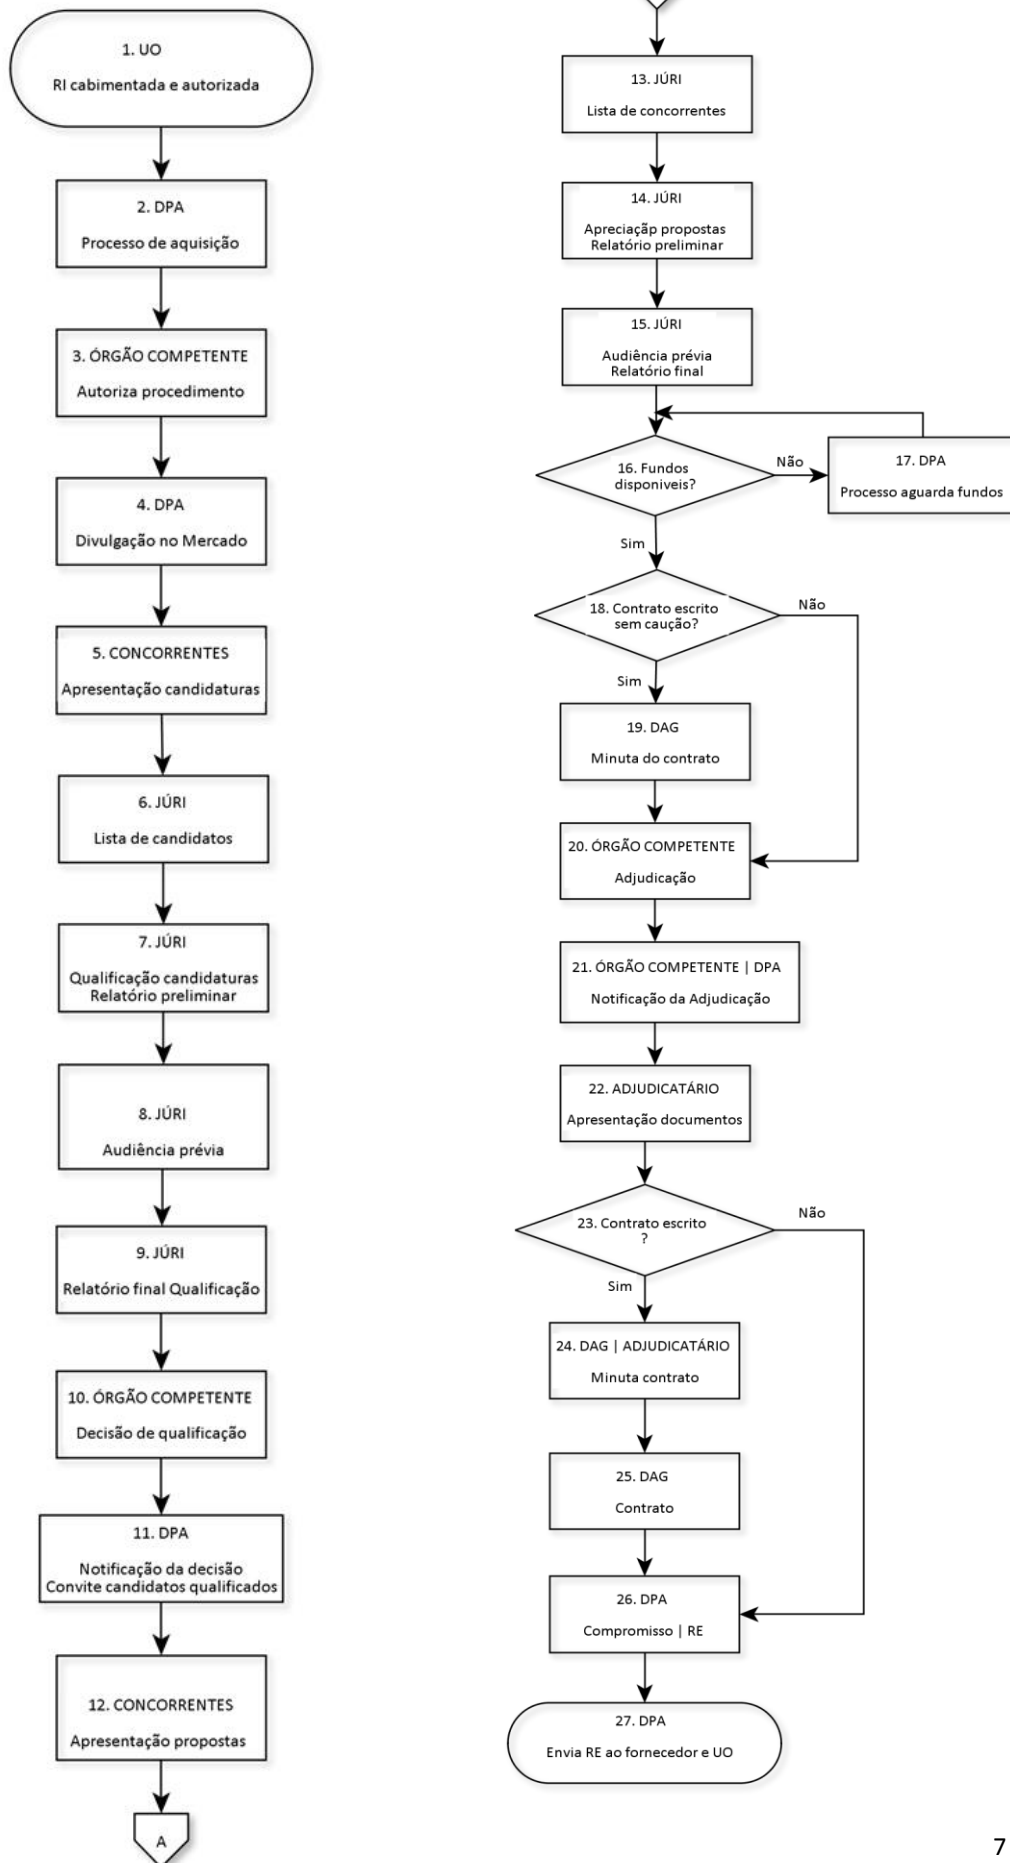 1. UO
RI cabimentada e autorizada
2. DPA
Processo de aquisição
3. ÓRGÃO COMPETENTE
Autoriza procedimento
4. DPA
Divulgação no Mercado
5. CONCORRENTES
Apresentação candidaturas
6. JÚRI
Lista de candidatos
7. JÚRI
Qualificação candidaturas
Relatório preliminar
8. JÚRI
Audiência prévia
9. JÚRI
Relatório final Qualificação
10. ÓRGÃO COMPETENTE
Decisão de qualificação
11. DPA
Notificação da decisão
Convite candidatos qualificados
12. CONCORRENTES
Apresentação propostas
A
13. JÚRI
Lista de concorrentes
14. JÚRI
Apreciaçãp propostas
Relatório preliminar
15. JÚRI
Audiência prévia
Relatório final
16. Fundos
disponiveis?
Não
17. DPA
Processo aguarda fundos
Sim
18. Contrato escrito
sem caução?
Não
Sim
19. DAG
Minuta do contrato
20. ÓRGÃO COMPETENTE
Adjudicação
21. ÓRGÃO COMPETENTE | DPA
Notificação da Adjudicação
22. ADJUDICATÁRIO
Apresentação documentos
23. Contrato escrito
?
Não
Sim
24. DAG | ADJUDICATÁRIO
Minuta contrato
25. DAG
Contrato
26. DPA
Compromisso | RE
27. DPA
Envia RE ao fornecedor e UO
7